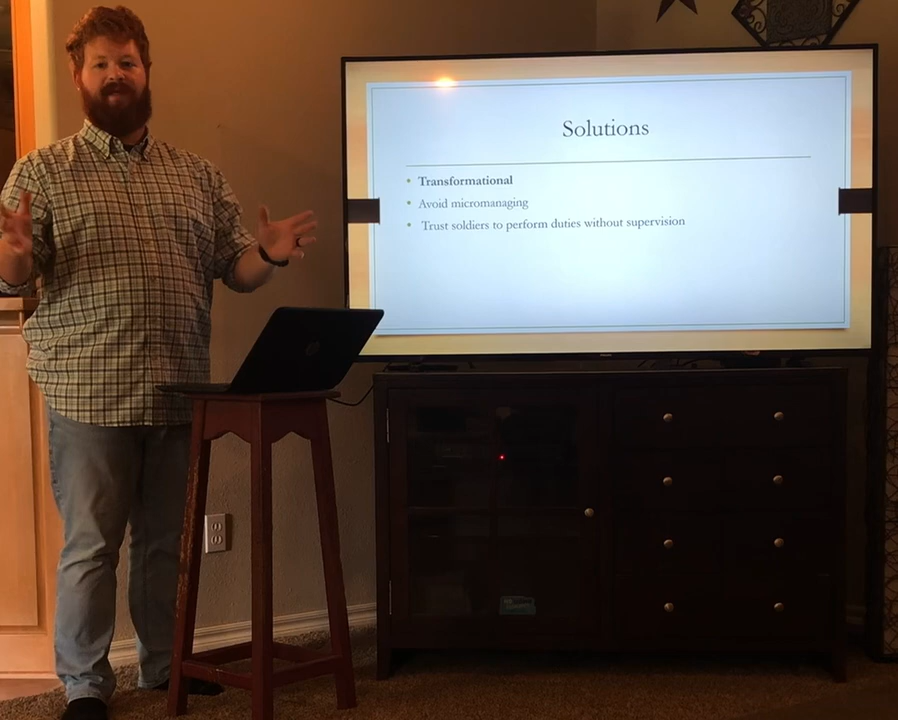 Solutions
• Transformational
• Avoid micromanaging
• Trust soldiers to perform duties without supervision